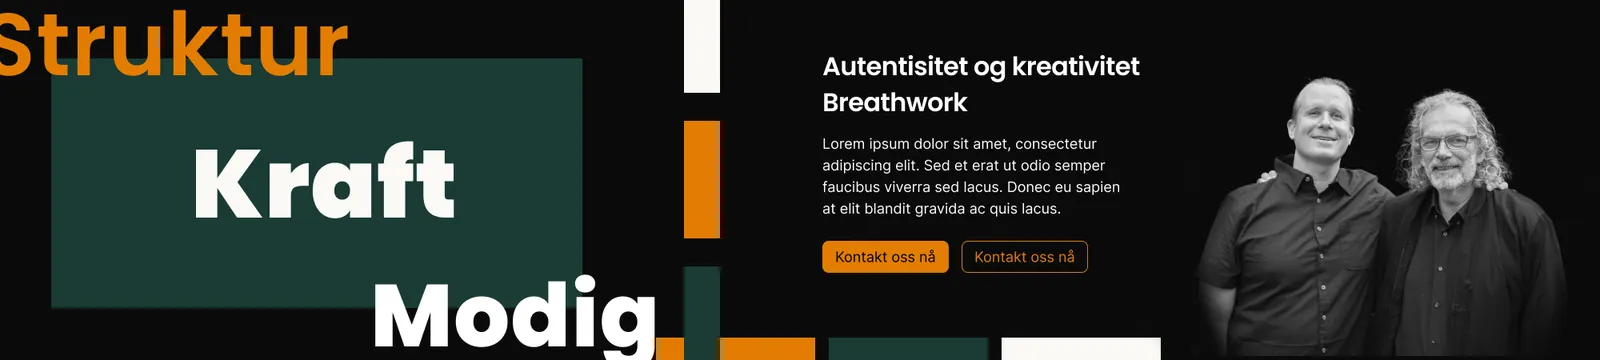 Struktur
Kraft
Modig
Autentisitet og kreativitet
Breathwork
Lorem ipsum dolor sit amet, consectetur
adipiscing elit. Sed et erat ut odio semper
faucibus viverra sed lacus. Donec eu sapien
at elit blandit gravida ac quis lacus.
Kontakt oss nå
Kontakt oss nå